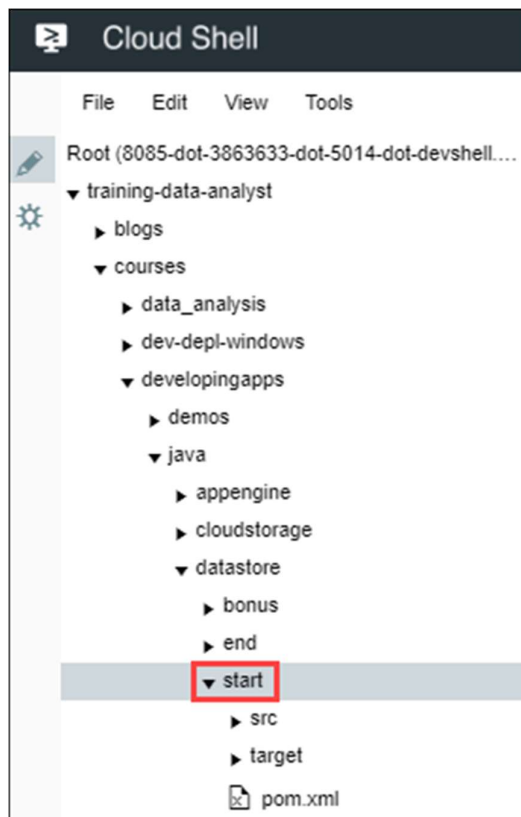 Cloud Shell
File Edit View Tools
Root (8085-dot-3863633-dot-5014-dot-devshell....
training-data-analyst
blogs
courses
data_analysis
dev-depl-windows
developingapps
demos
java
appengine
cloudstorage
datastore
bonus
end
start
src
target
pom.xml